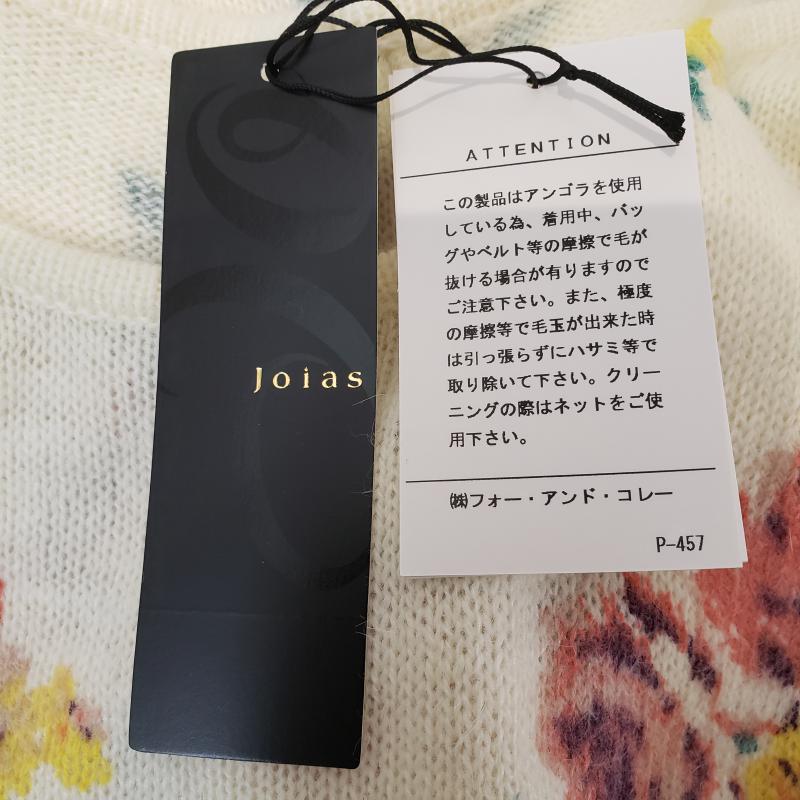 Joias
ATTENTION
この製品はアンゴラを使用
している為、着用中、バッ
グやベルト等の摩擦で毛が
抜ける場合が有りますので
ご注意下さい。また、極度
の摩擦等で毛玉が出来た時
は引っ張らずにハサミ等で
取り除いて下さい。クリー
ニングの際はネットをご使
用下さい。
㈱フォー・アンド・コレー
P-457